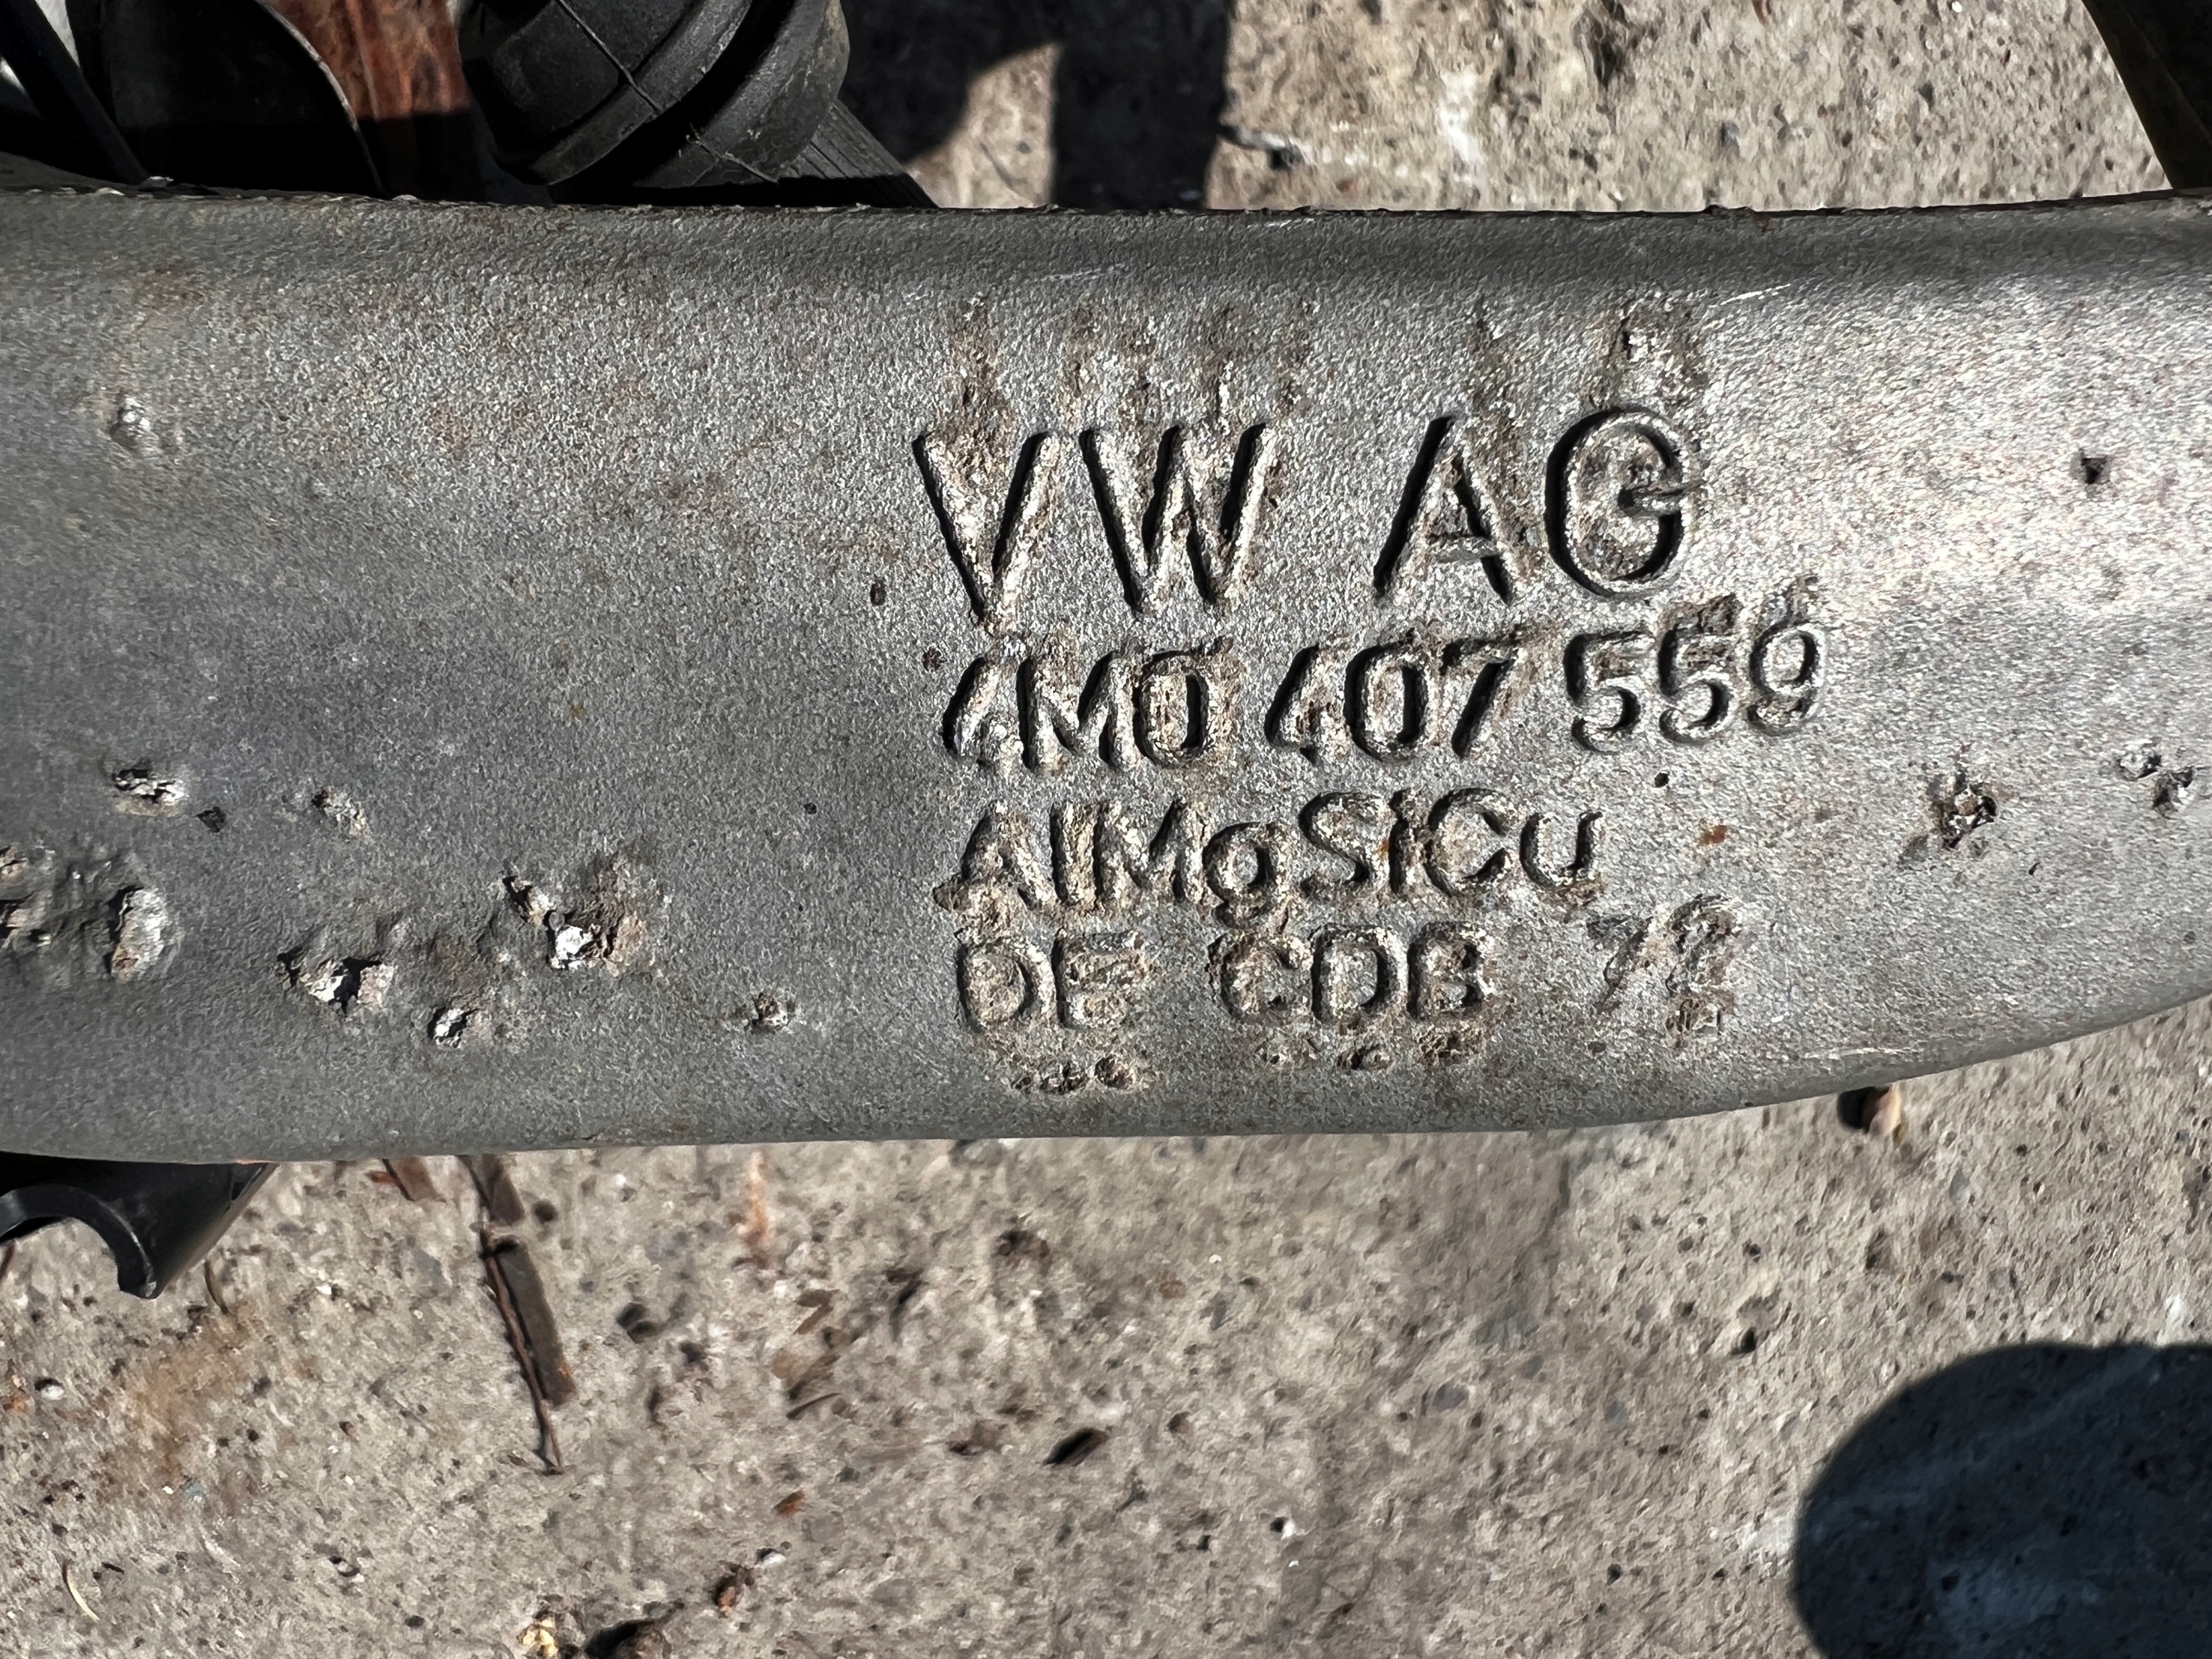 VW AG
4M0 407 559
AlMgSiCu
DE CDB